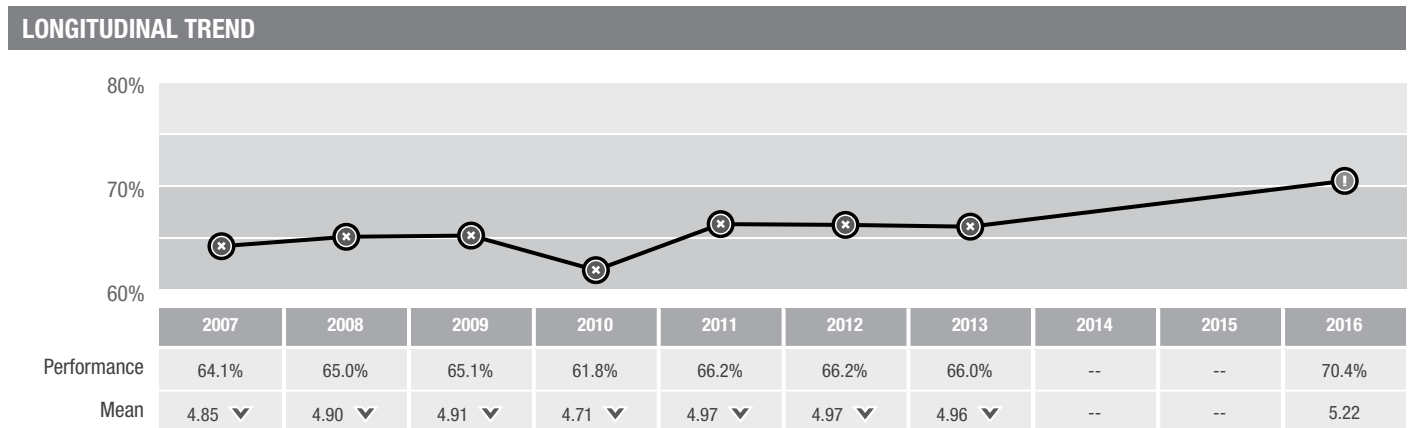 LONGITUDINAL TREND
80%
70%
60%
2007 2008 2009 2010 2011 2012 2013 2014 2015 2016
Performance 64.1% 65.0% 65.1% 61.8% 66.2% 66.2% 66.0% -- -- 70.4%
Mean 4.85 4.90 4.91 4.71 4.97 4.97 4.96 -- -- 5.22